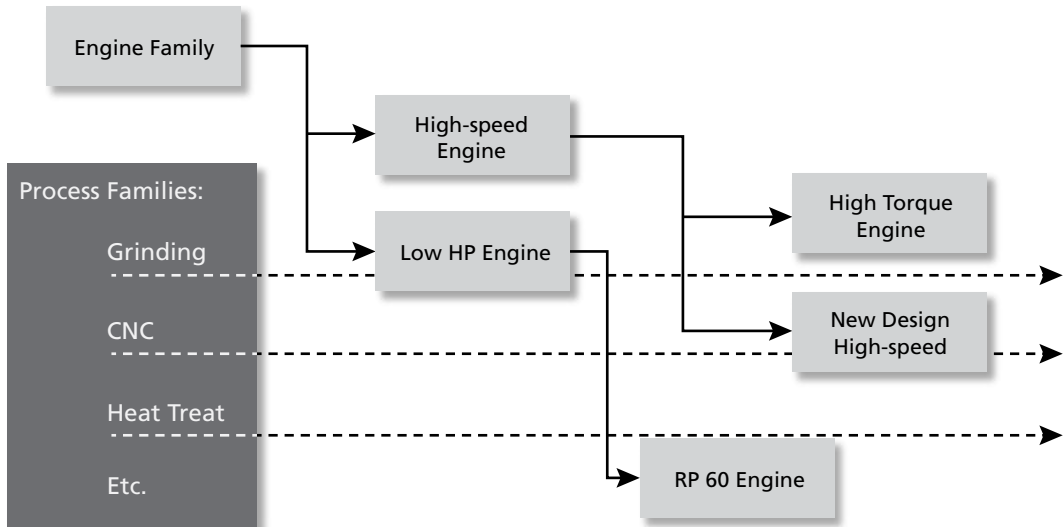 Engine Family
High-speed
Engine
Process Families:
High Torque
Engine
Grinding
Low HP Engine
CNC
New Design
High-speed
Heat Treat
RP 60 Engine
Etc.